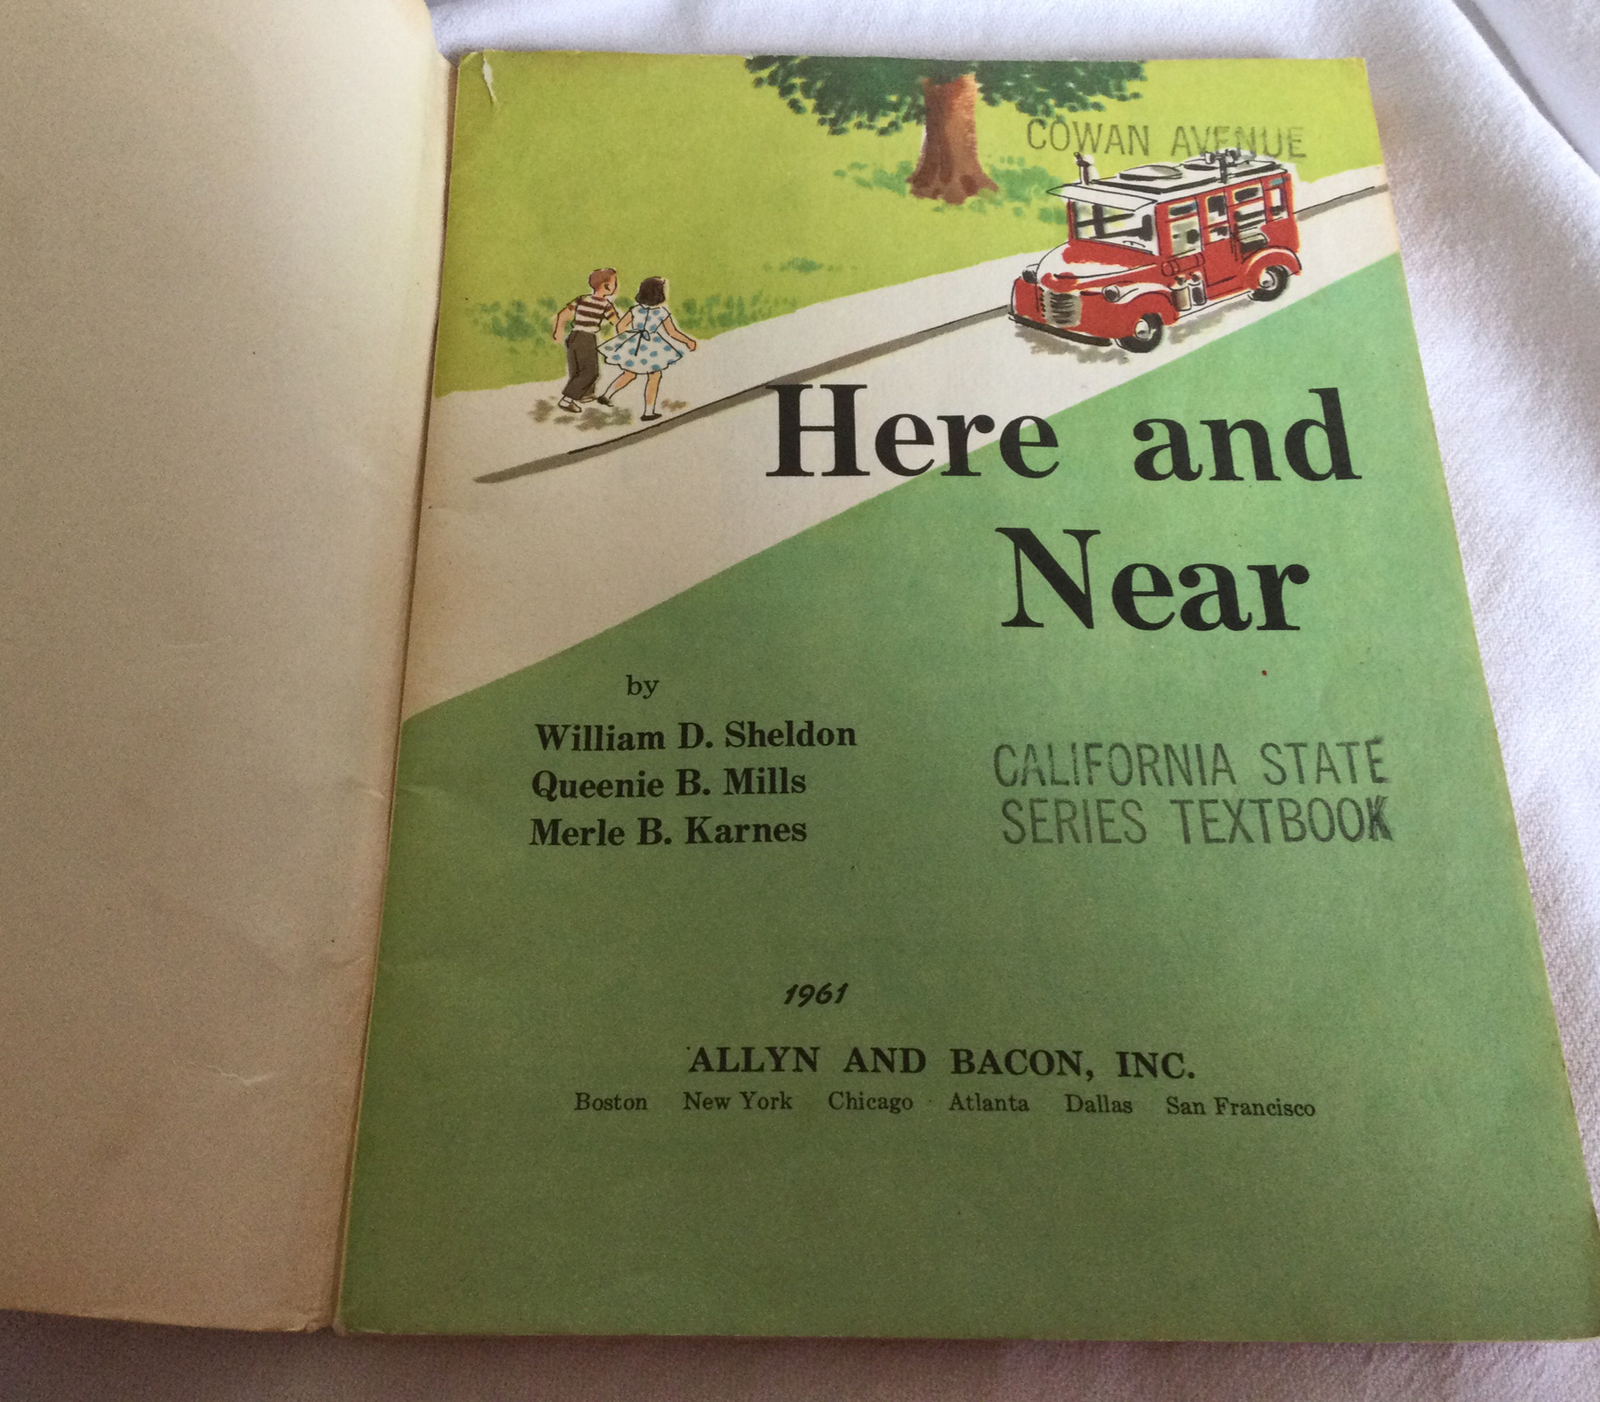 COWAN AVENUE
Here and
Near
by
William D. Sheldon
Queenie B. Mills
Merle B. Karnes
CALIFORNIA STATE
SERIES TEXTBOOK
1961
ALLYN AND BACON, INC.
Boston New York Chicago Atlanta Dallas San Francisco